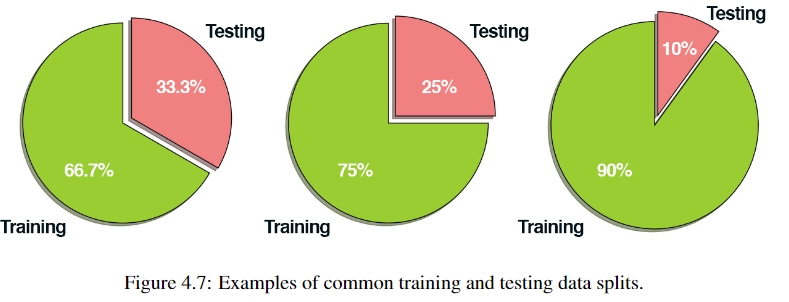 Testing
33.3%
66.7%
Training
Testing
25%
75%
Training
Testing
10%
90%
Training
Figure 4.7: Examples of common training and testing data splits.